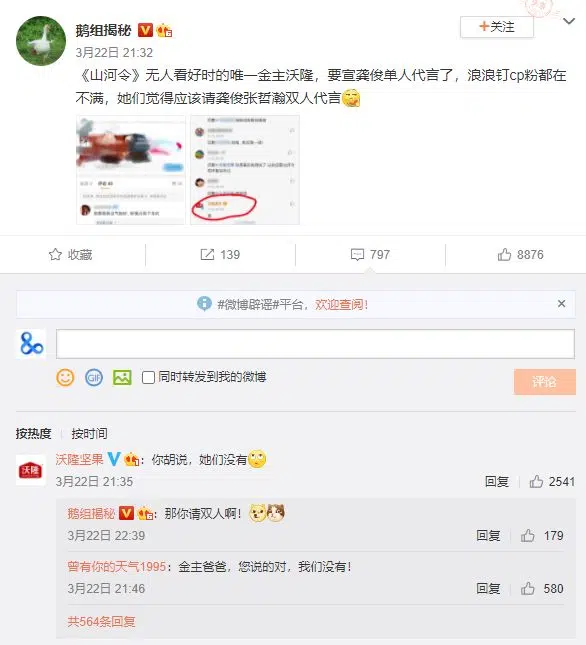 鹅组揭秘
+关注
3月22日 21:32
《山河令》无人看好时的唯一金主沃隆，要宣龚俊单人代言了，浪浪钉cp粉都在
不满，她们觉得应该请龚俊张哲瀚双人代言
收藏
139
797
8876
#微博辟谣#平台，欢迎查阅！
GIF
同时转发到我的微博
评论
按热度 按时间
沃隆
沃隆坚果：你胡说，她们没有
3月22日 21:35
回复 2541
鹅组揭秘：那你请双人啊！
3月22日 22:39
回复 179
曾有你的天气1995：金主爸爸，您说的对，我们没有！
3月22日 21:46
回复 580
共564条回复